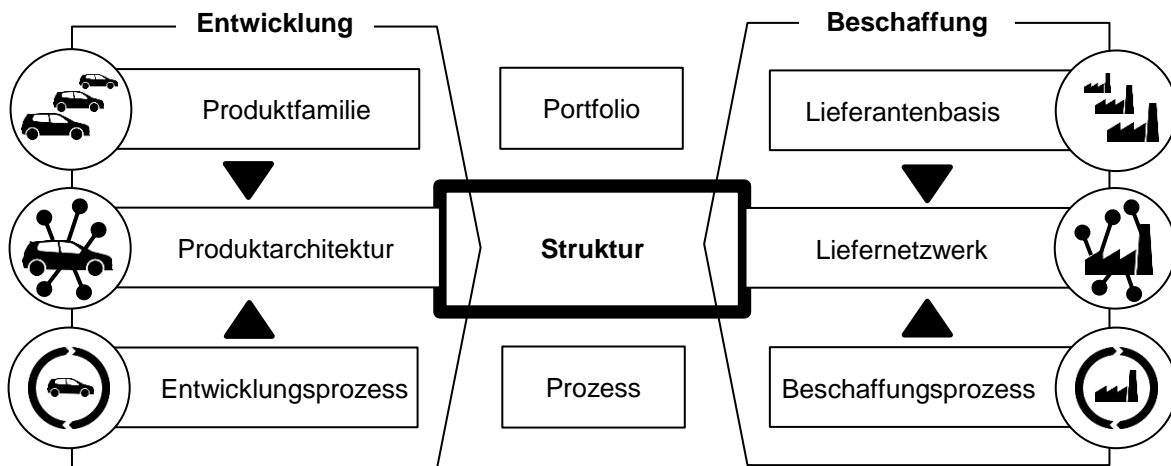 Entwicklung
Beschaffung
Produktfamilie
Portfolio
Lieferantenbasis
Produktarchitektur
Struktur
Liefernetzwerk
Entwicklungsprozess
Prozess
Beschaffungsprozess